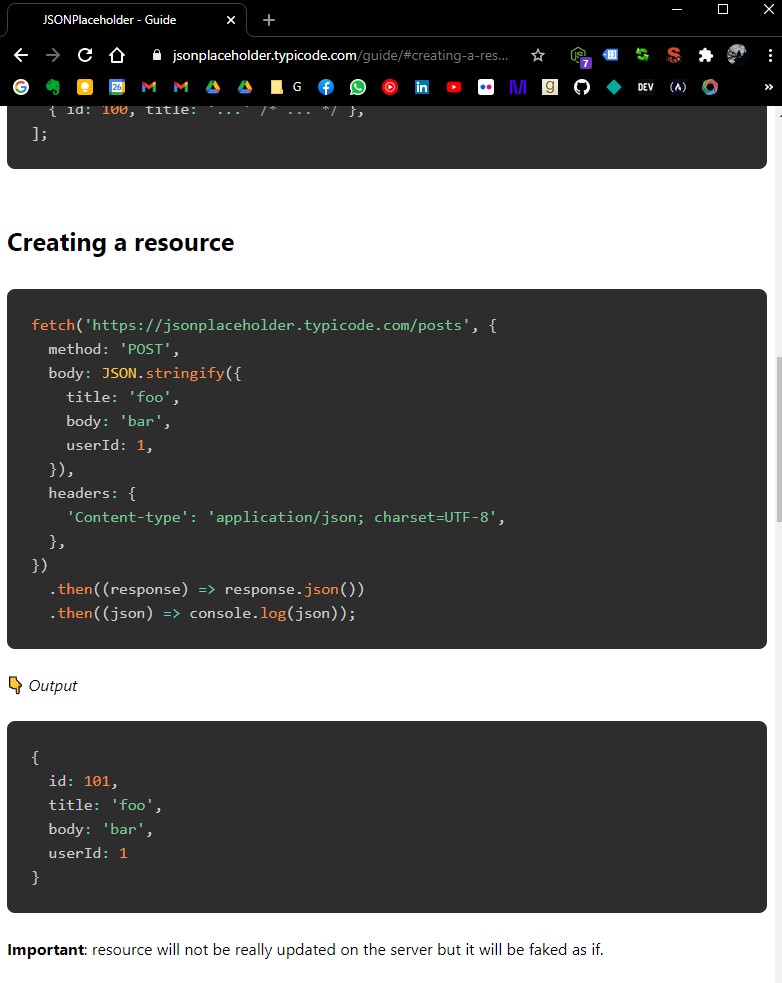 JSONPlaceholder - Guide
jsonplaceholder.typicode.com/guide/#creating-a-res...
7
26
G
g
DEV
{ id: 100, title: '...' /* ... */ },
];
Creating a resource
fetch('https://jsonplaceholder.typicode.com/posts', {
method: 'POST',
body: JSON.stringify({
title: 'foo',
body: 'bar',
userId: 1,
}),
headers: {
'Content-type': 'application/json; charset=UTF-8',
},
})
.then((response) => response.json())
.then((json) => console.log(json));
Output
{
id: 101,
title: 'foo',
body: 'bar',
userId: 1
}
Important: resource will not be really updated on the server but it will be faked as if.